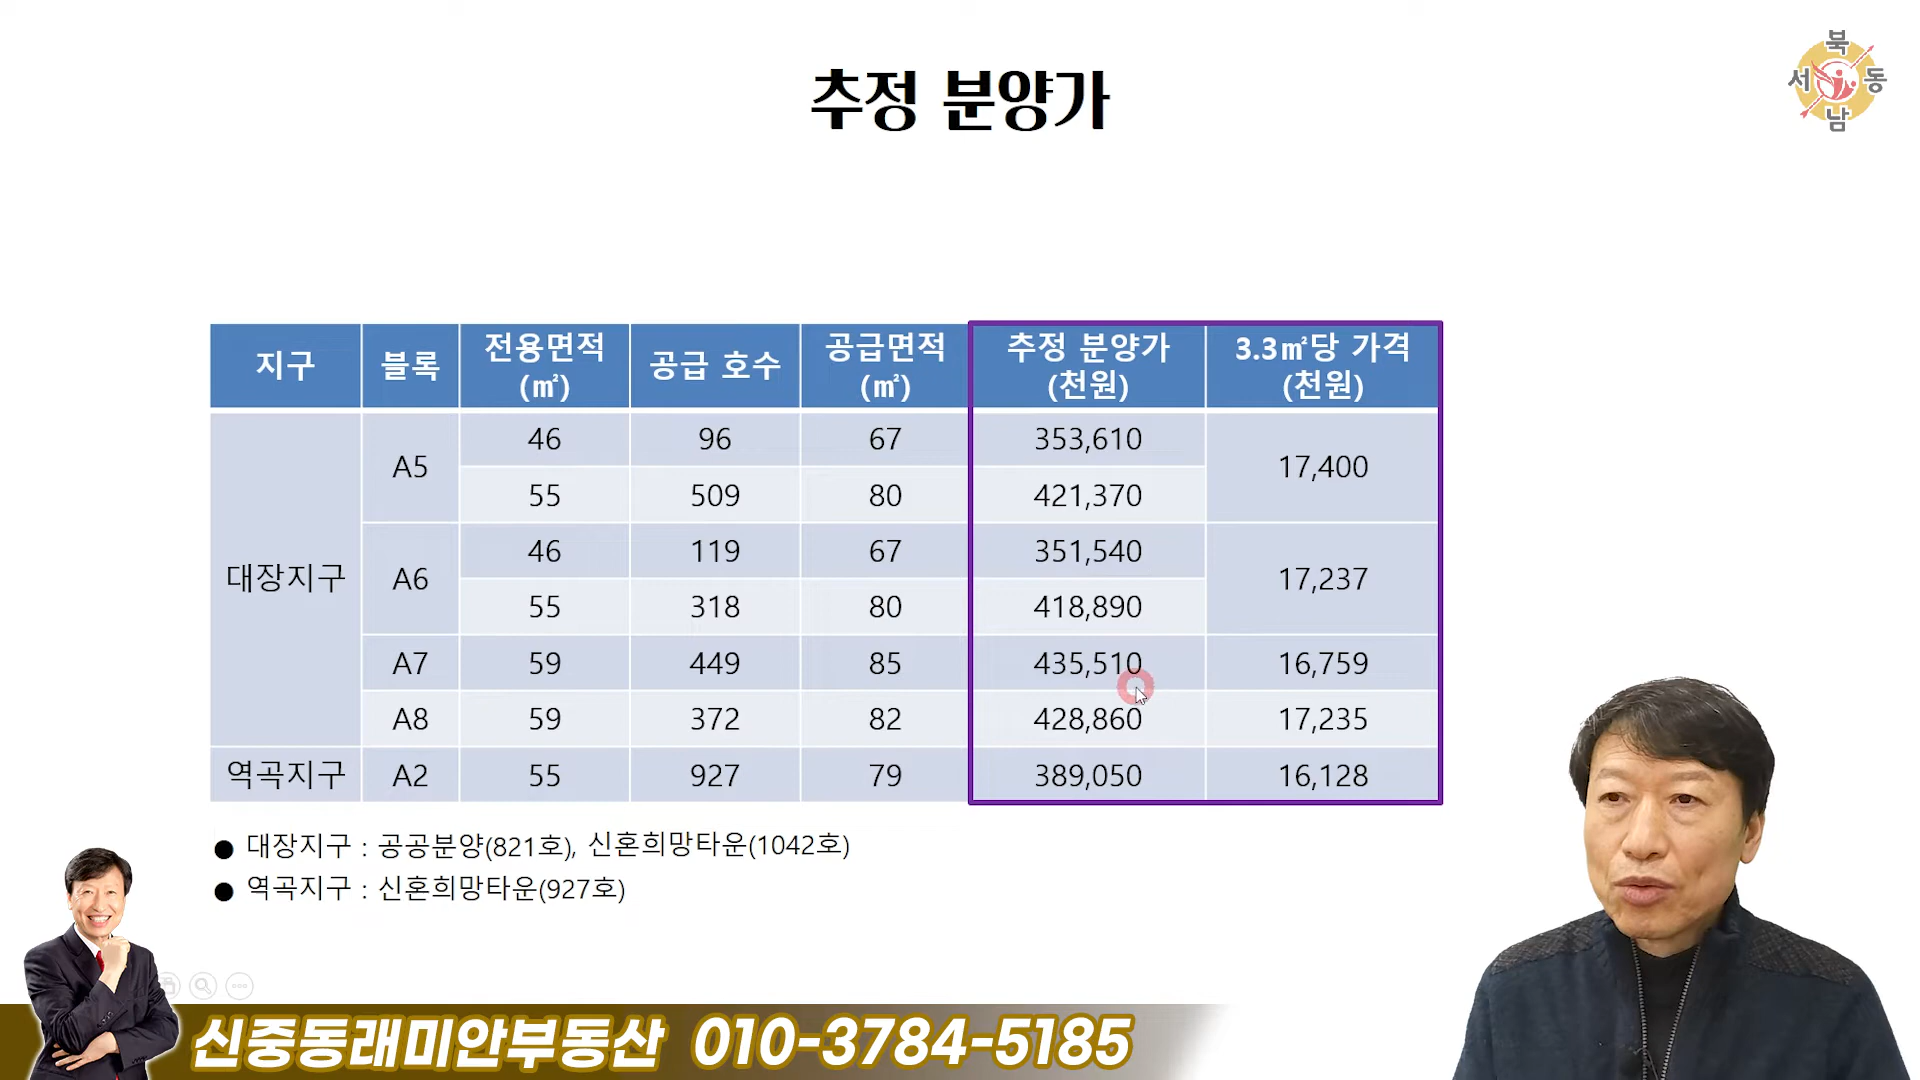 추정 분양가
북
서 동
남
지구 블록 전용면적(㎡) 공급 호수 공급면적(㎡) 추정 분양가(천원) 3.3㎡당 가격(천원)
대장지구 A5 46 96 67 353,610 17,400
55 509 80 421,370
A6 46 119 67 351,540 17,237
55 318 80 418,890
A7 59 449 85 435,510 16,759
A8 59 372 82 428,860 17,235
역곡지구 A2 55 927 79 389,050 16,128
● 대장지구 : 공공분양(821호), 신혼희망타운(1042호)
● 역곡지구 : 신혼희망타운(927호)
신중동래미안부동산 010-3784-5185